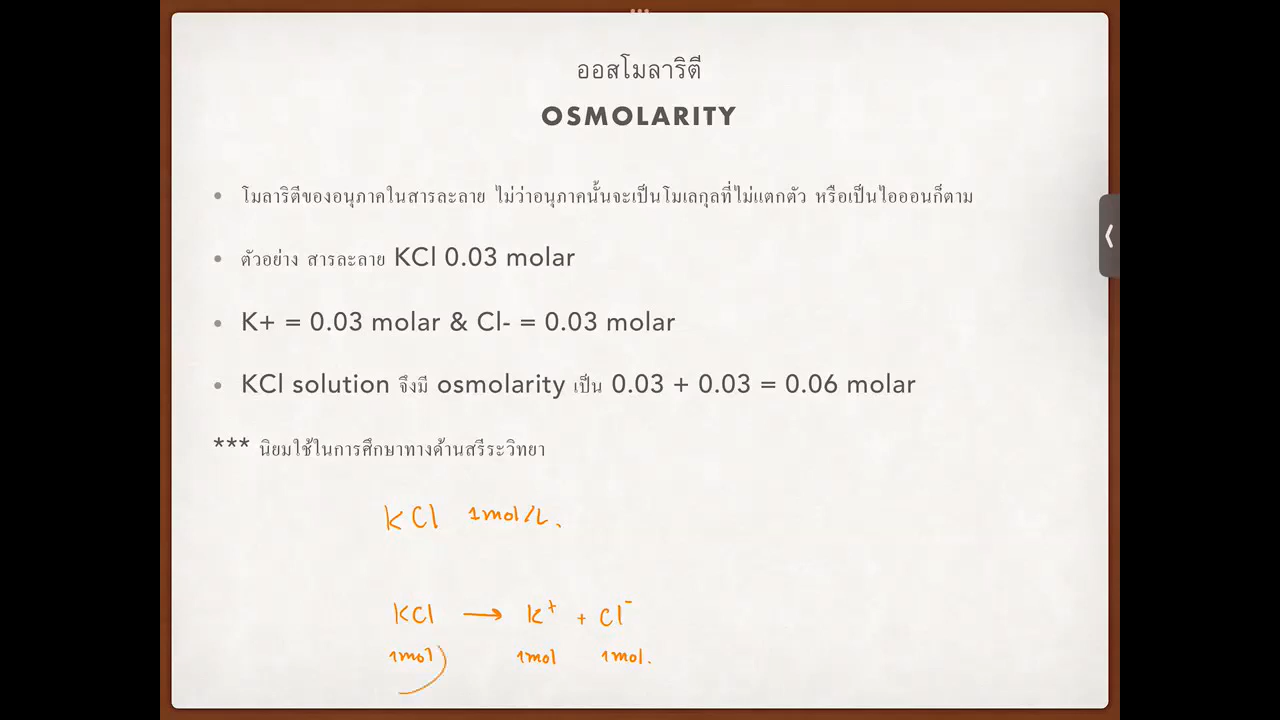 ออสโมลาริตี
OSMOLARITY
• โมลาริตีของอนุภาคในสารละลาย ไม่ว่าอนุภาคนั้นจะเป็นโมเลกุลที่ไม่แตกตัว หรือเป็นไอออนก็ตาม
• ตัวอย่าง สารละลาย KCl 0.03 molar
• K+ = 0.03 molar & Cl- = 0.03 molar
• KCl solution จึงมี osmolarity เป็น 0.03 + 0.03 = 0.06 molar
*** นิยมใช้ในการศึกษาทางด้านสรีระวิทยา
KCl 1mol/L.
KCl → K⁺ + Cl⁻
1mol 1mol 1mol.